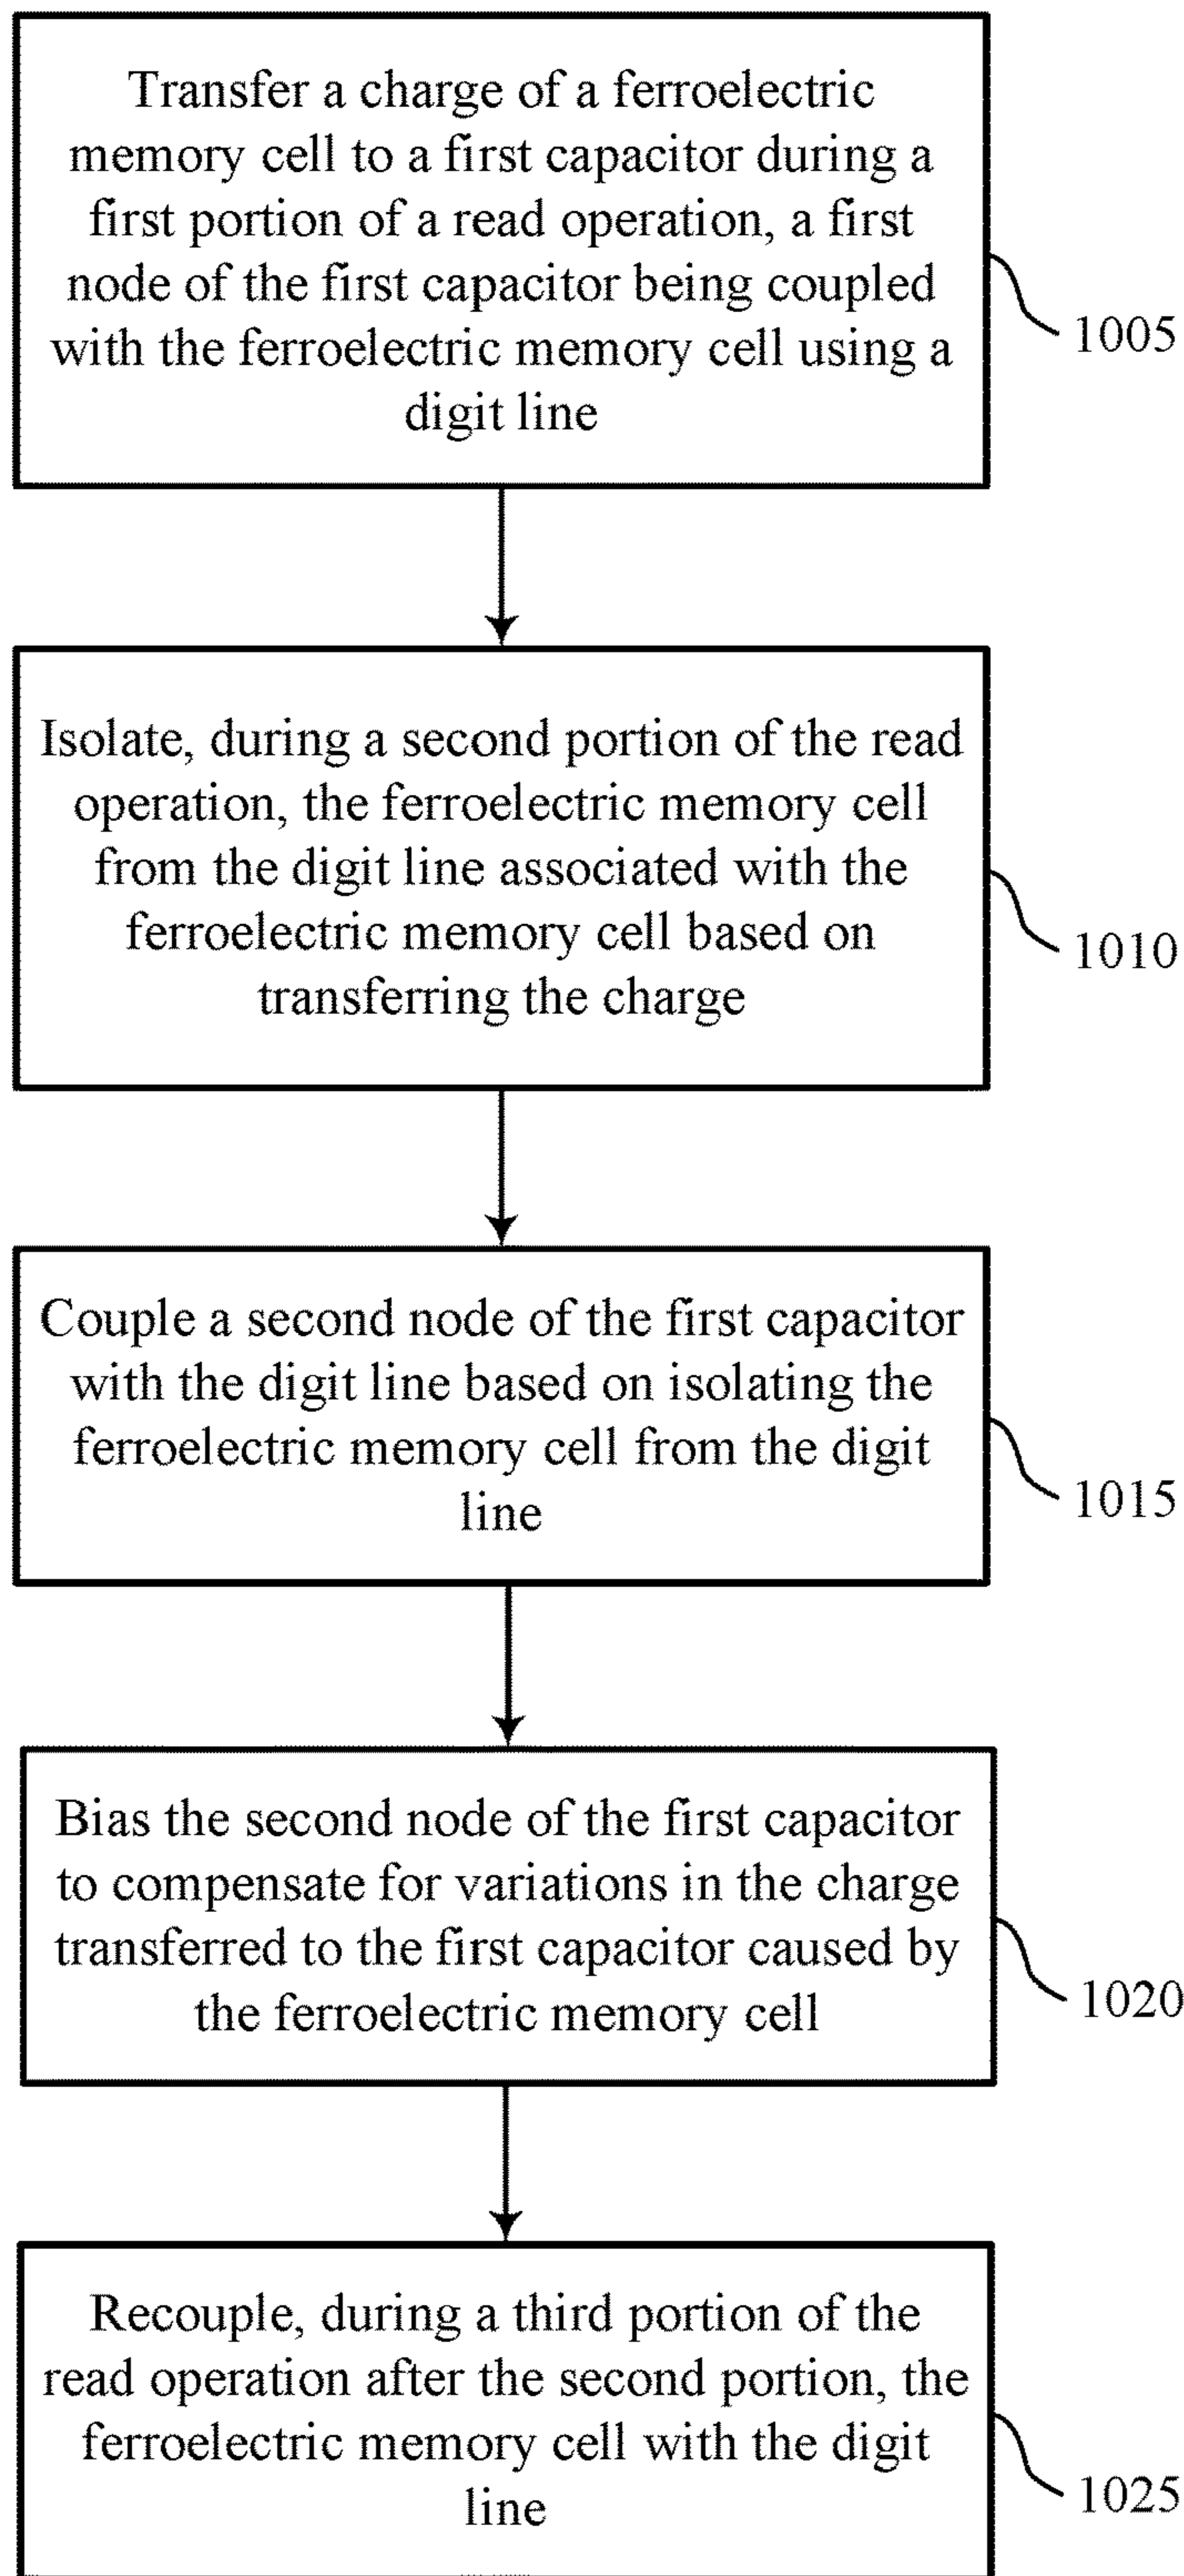 Transfer a charge of a ferroelectric
memory cell to a first capacitor during a
first portion of a read operation, a first
node of the first capacitor being coupled
with the ferroelectric memory cell using a
digit line
1005
Isolate, during a second portion of the read
operation, the ferroelectric memory cell
from the digit line associated with the
ferroelectric memory cell based on
transferring the charge
1010
Couple a second node of the first capacitor
with the digit line based on isolating the
ferroelectric memory cell from the digit
line
1015
Bias the second node of the first capacitor
to compensate for variations in the charge
transferred to the first capacitor caused by
the ferroelectric memory cell
1020
Recouple, during a third portion of the
read operation after the second portion, the
ferroelectric memory cell with the digit
line
1025